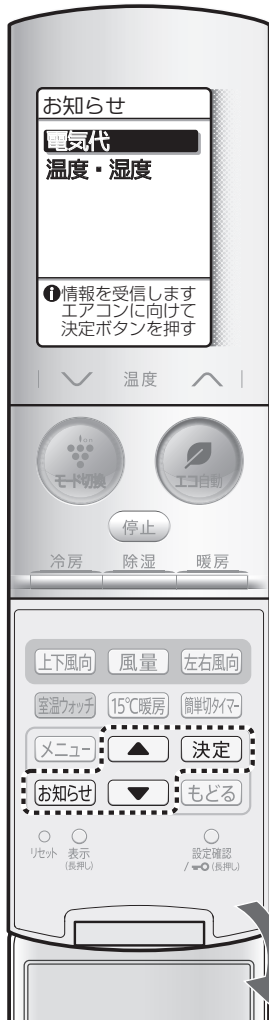 お知らせ
電気代
温度・湿度
❶情報を受信します
エアコンに向けて
決定ボタンを押す
温度
ion
モード切換
エコ自動
停止
冷房 除湿 暖房
上下風向 風量 左右風向
室温ウォッチ 15℃暖房 簡単切タイマー
メニュー ▲ 決定
お知らせ ▼ もどる
リセット 表示 設定確認
(長押し) / (長押し)